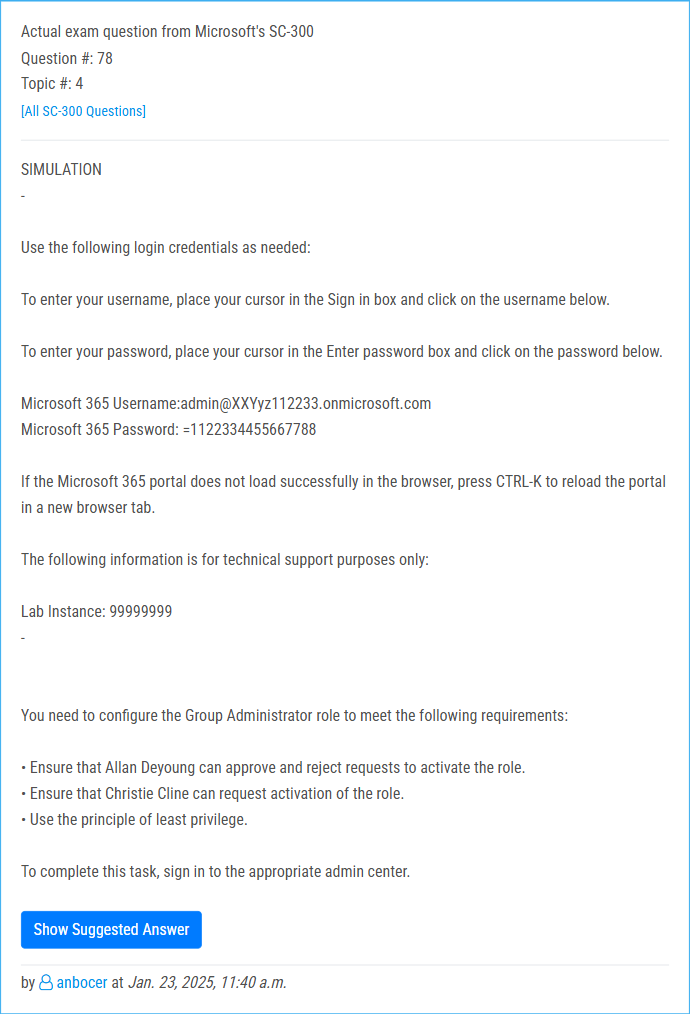 Actual exam question from Microsoft's SC-300
Question #: 78
Topic #: 4
[All SC-300 Questions]
SIMULATION
-
Use the following login credentials as needed:
To enter your username, place your cursor in the Sign in box and click on the username below.
To enter your password, place your cursor in the Enter password box and click on the password below.
Microsoft 365 Username:admin@XXYyz112233.onmicrosoft.com
Microsoft 365 Password: =1122334455667788
If the Microsoft 365 portal does not load successfully in the browser, press CTRL-K to reload the portal
in a new browser tab.
The following information is for technical support purposes only:
Lab Instance: 99999999
-
You need to configure the Group Administrator role to meet the following requirements:
• Ensure that Allan Deyoung can approve and reject requests to activate the role.
• Ensure that Christie Cline can request activation of the role.
• Use the principle of least privilege.
To complete this task, sign in to the appropriate admin center.
Show Suggested Answer
by anbocer at Jan. 23, 2025, 11:40 a.m.